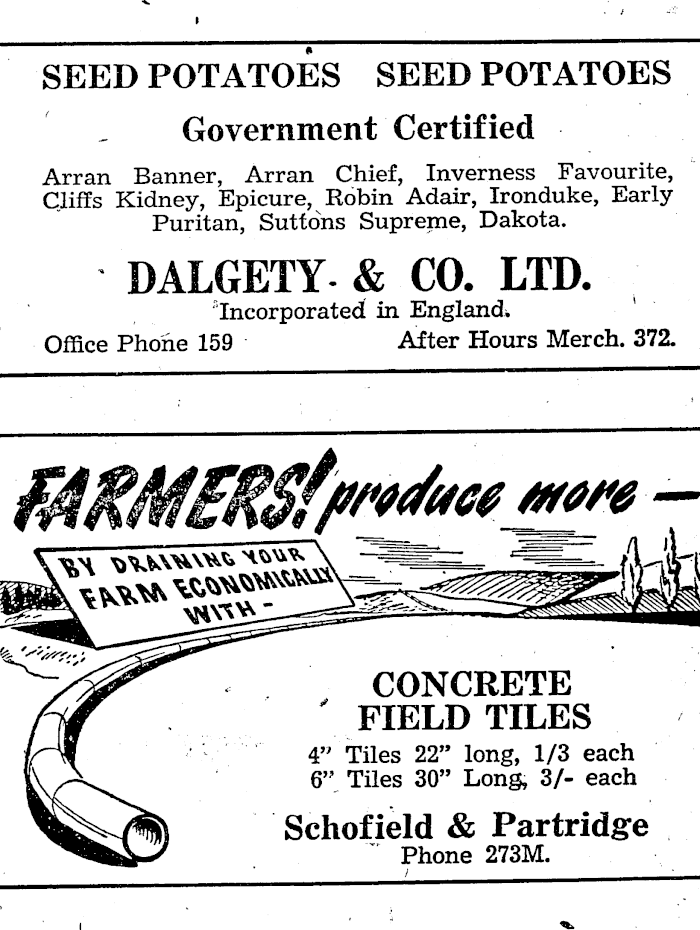 SEED POTATOES SEED POTATOES
Government Certified
Arran Banner, Arran Chief, Inverness Favourite,
Cliffs Kidney, Epicure, Robin Adair, Ironduke, Early
Puritan, Suttons Supreme, Dakota.
DALGETY & CO. LTD.
Incorporated in England.
Office Phone 159 After Hours Merch. 372.
FARMERS! produce more —
BY DRAINING YOUR
FARM ECONOMICALLY
WITH -
CONCRETE
FIELD TILES
4” Tiles 22” long, 1/3 each
6” Tiles 30” Long, 3/- each
Schofield & Partridge
Phone 273M.